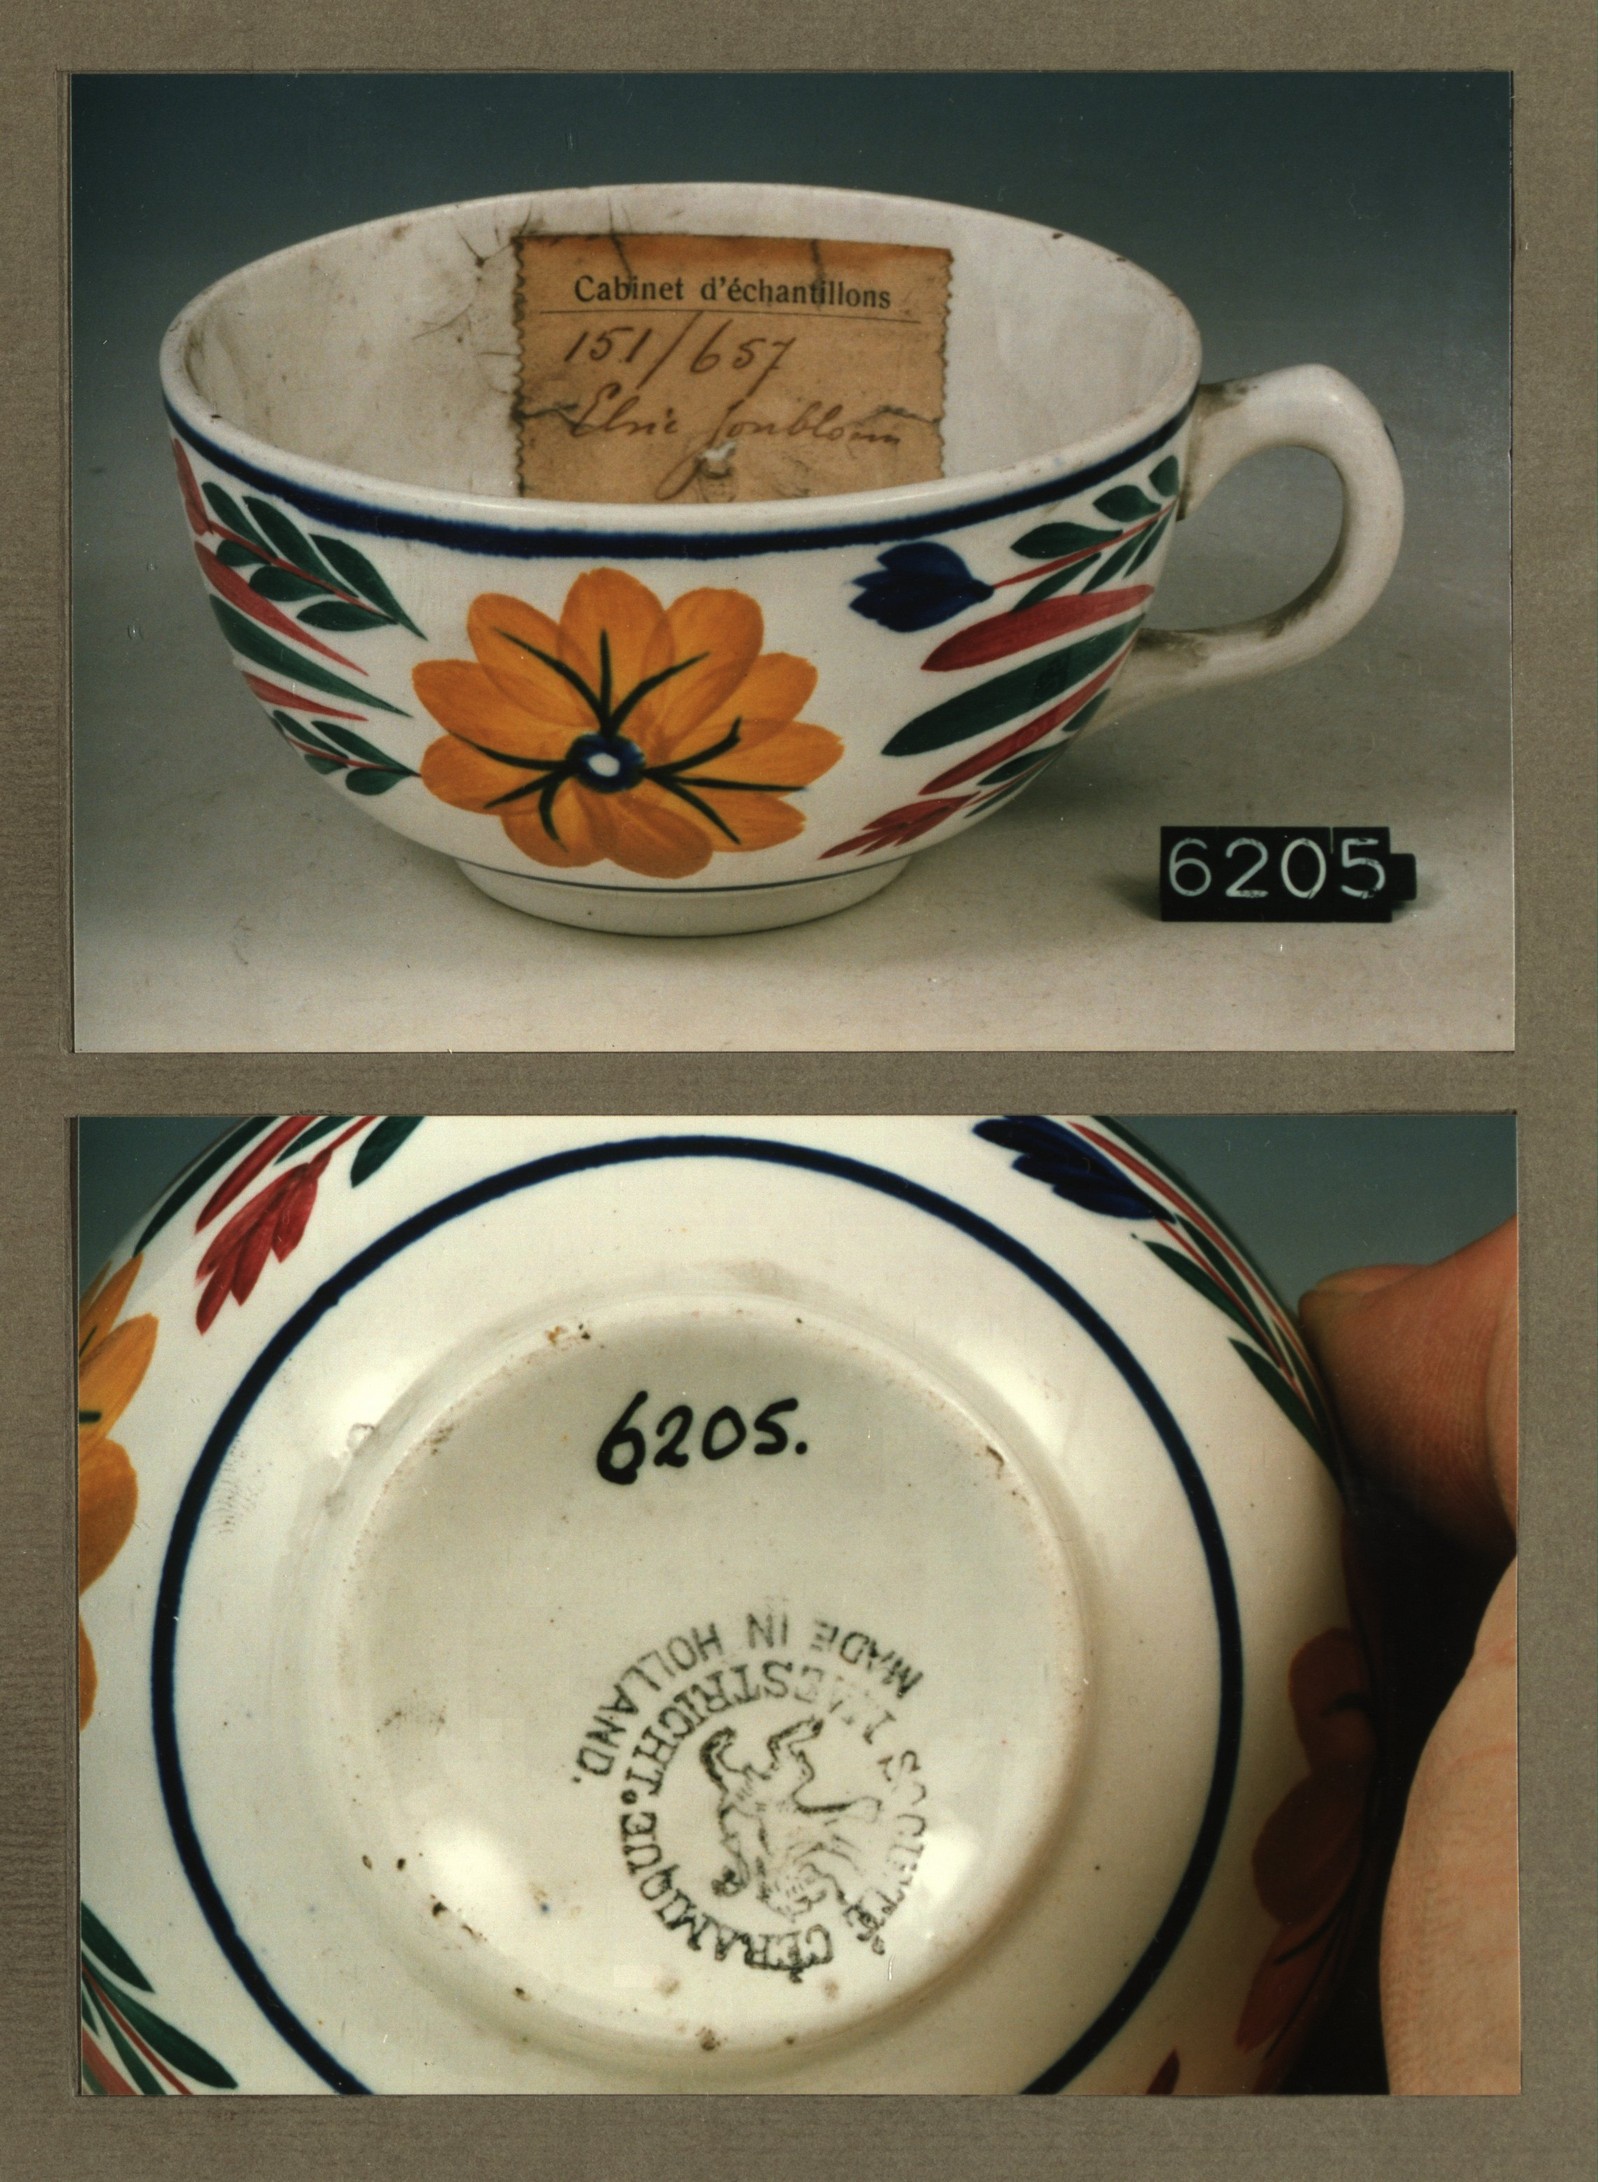 Cabinet d'échantillons
151/657
6205
6205.
MADE IN HOLLAND.
SOCIÉTÉ CÉRAMIQUE. MAESTRICHT.